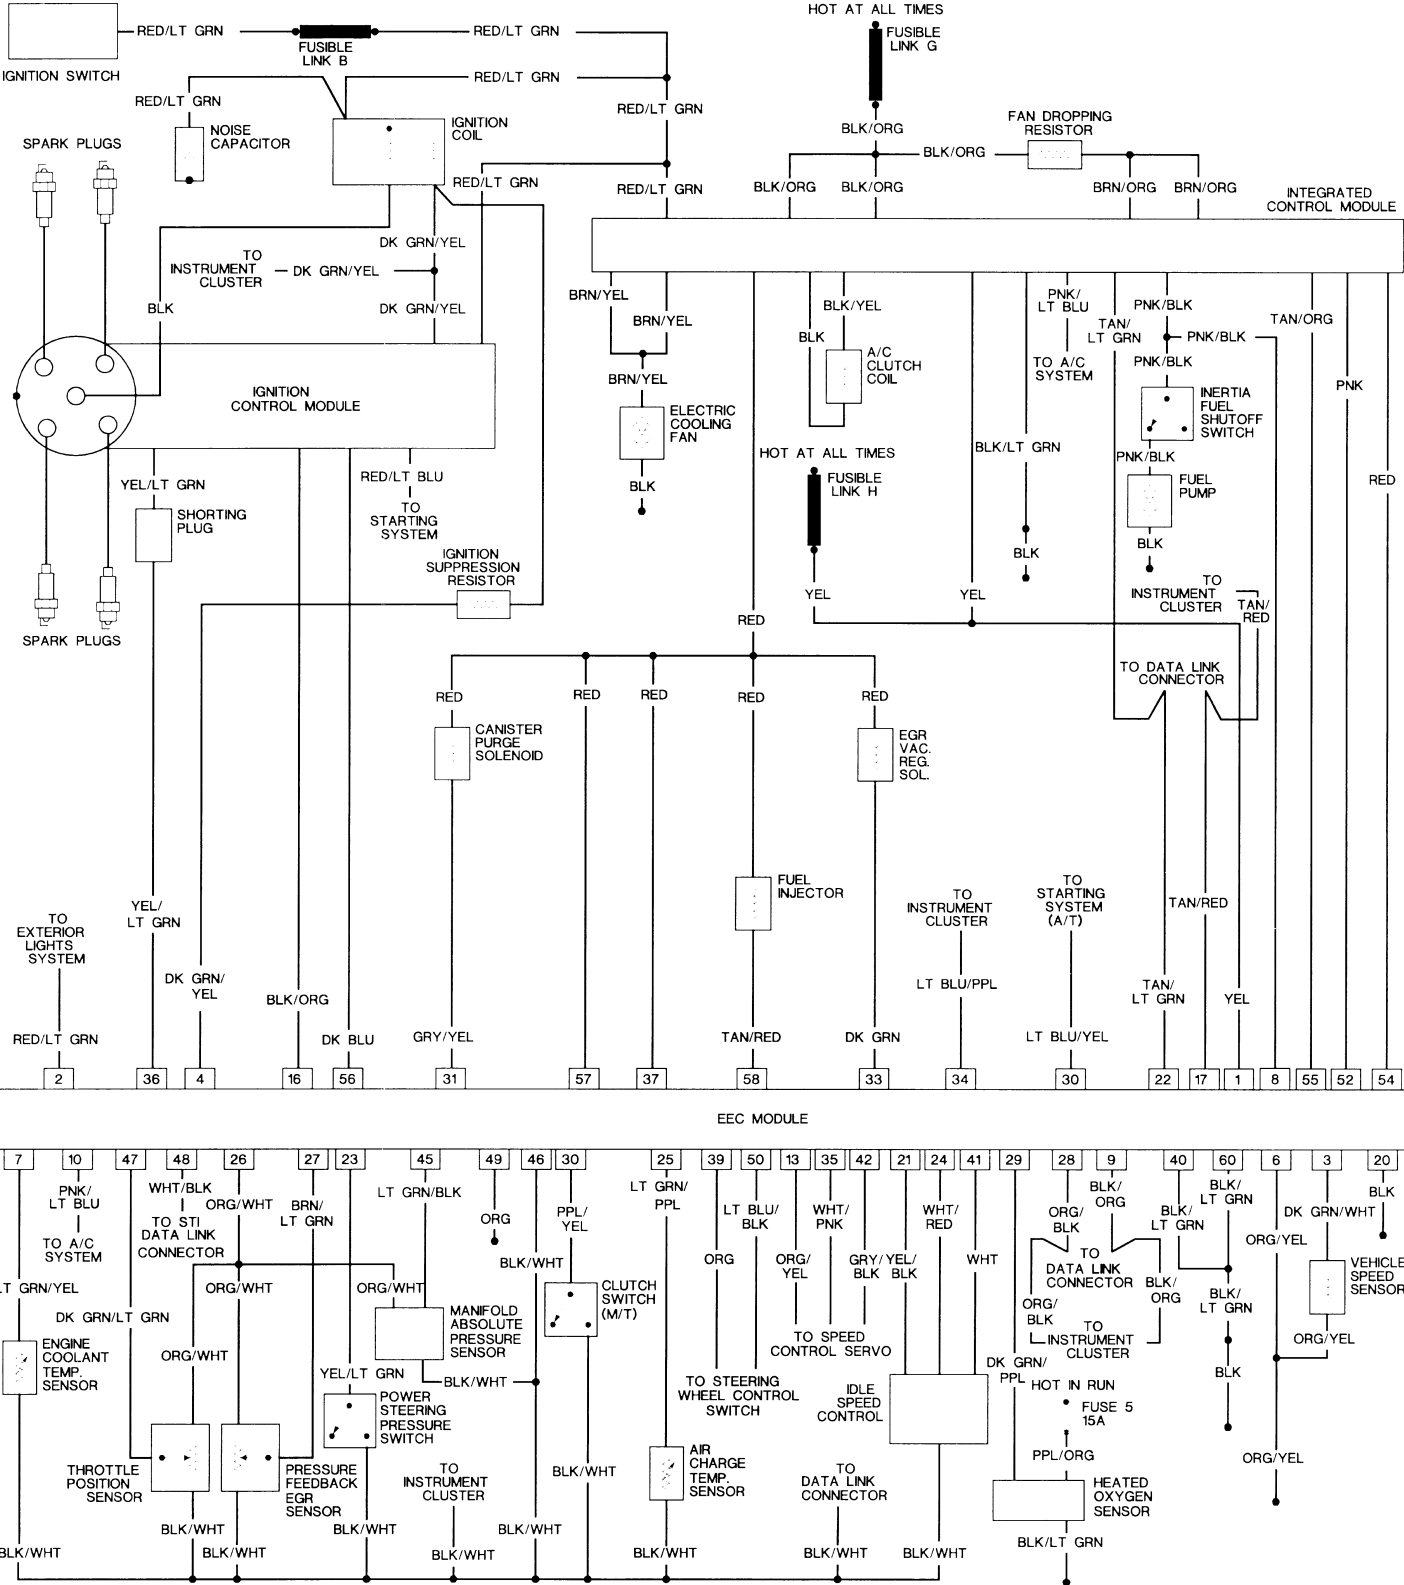 HOT AT ALL TIMES
RED/LT GRN
FUSIBLE
LINK B
RED/LT GRN
FUSIBLE
LINK G
IGNITION SWITCH
RED/LT GRN
RED/LT GRN
RED/LT GRN
NOISE
CAPACITOR
IGNITION
COIL
SPARK PLUGS
BLK/ORG
FAN DROPPING
RESISTOR
BLK/ORG
RED/LT GRN
RED/LT GRN
BLK/ORG
BLK/ORG
BRN/ORG
BRN/ORG
INTEGRATED
CONTROL MODULE
DK GRN/YEL
TO
INSTRUMENT
CLUSTER
DK GRN/YEL
DK GRN/YEL
BLK
BRN/YEL
BRN/YEL
BLK
BLK/YEL
PNK/
LT BLU
TAN/
LT GRN
PNK/BLK
PNK/BLK
PNK/BLK
TAN/ORG
PNK
RED
TO A/C
SYSTEM
A/C
CLUTCH
COIL
BRN/YEL
ELECTRIC
COOLING
FAN
BLK
IGNITION
CONTROL MODULE
INERTIA
FUEL
SHUTOFF
SWITCH
BLK/LT GRN
PNK/BLK
HOT AT ALL TIMES
FUSIBLE
LINK H
FUEL
PUMP
BLK
BLK
YEL/LT GRN
SHORTING
PLUG
RED/LT BLU
TO
STARTING
SYSTEM
IGNITION
SUPPRESSION
RESISTOR
YEL
YEL
TO
INSTRUMENT
CLUSTER
TAN/
RED
SPARK PLUGS
RED
TO DATA LINK
CONNECTOR
RED
RED
RED
RED
RED
CANISTER
PURGE
SOLENOID
EGR
VAC.
REG.
SOL.
FUEL
INJECTOR
TO
INSTRUMENT
CLUSTER
TO
STARTING
SYSTEM
(A/T)
TAN/RED
TO
EXTERIOR
LIGHTS
SYSTEM
YEL/
LT GRN
DK GRN/
YEL
BLK/ORG
LT BLU/PPL
TAN/
LT GRN
YEL
RED/LT GRN
DK BLU
GRY/YEL
TAN/RED
DK GRN
LT BLU/YEL
2 36 4 16 56 31 57 37 58 33 34 30 22 17 1 8 55 52 54
EEC MODULE
7 10 47 48 26 27 23 45 49 46 30 25 39 50 13 35 42 21 24 41 29 28 9 40 60 6 3 20
PNK/
LT BLU
TO A/C
SYSTEM
WHT/BLK
TO STI
DATA LINK
CONNECTOR
ORG/WHT
BRN/
LT GRN
LT GRN/BLK
ORG
PPL/
YEL
LT GRN/
PPL
LT BLU/
BLK
WHT/
PNK
WHT/
RED
ORG/
BLK
BLK/
ORG
BLK/
LT GRN
BLK/
LT GRN
DK GRN/WHT
BLK
ORG/YEL
LT GRN/YEL
DK GRN/LT GRN
ORG/WHT
ORG/WHT
BLK/WHT
ORG
ORG/
YEL
GRY/
BLK
YEL/
BLK
WHT
TO
DATA LINK
CONNECTOR
BLK/
ORG
BLK/
LT GRN
VEHICLE
SPEED
SENSOR
CLUTCH
SWITCH
(M/T)
MANIFOLD
ABSOLUTE
PRESSURE
SENSOR
ORG/
BLK
TO
INSTRUMENT
CLUSTER
TO SPEED
CONTROL SERVO
ORG/YEL
ENGINE
COOLANT
TEMP.
SENSOR
ORG/WHT
YEL/LT GRN
BLK/WHT
DK GRN/
PPL
BLK
TO STEERING
WHEEL CONTROL
SWITCH
IDLE
SPEED
CONTROL
HOT IN RUN
FUSE 5
15A
POWER
STEERING
PRESSURE
SWITCH
PPL/ORG
ORG/YEL
THROTTLE
POSITION
SENSOR
PRESSURE
FEEDBACK
EGR
SENSOR
TO
INSTRUMENT
CLUSTER
BLK/WHT
AIR
CHARGE
TEMP.
SENSOR
TO
DATA LINK
CONNECTOR
HEATED
OXYGEN
SENSOR
BLK/WHT
BLK/WHT
BLK/WHT
BLK/LT GRN
BLK/WHT
BLK/WHT
BLK/WHT
BLK/WHT
BLK/WHT
BLK/WHT